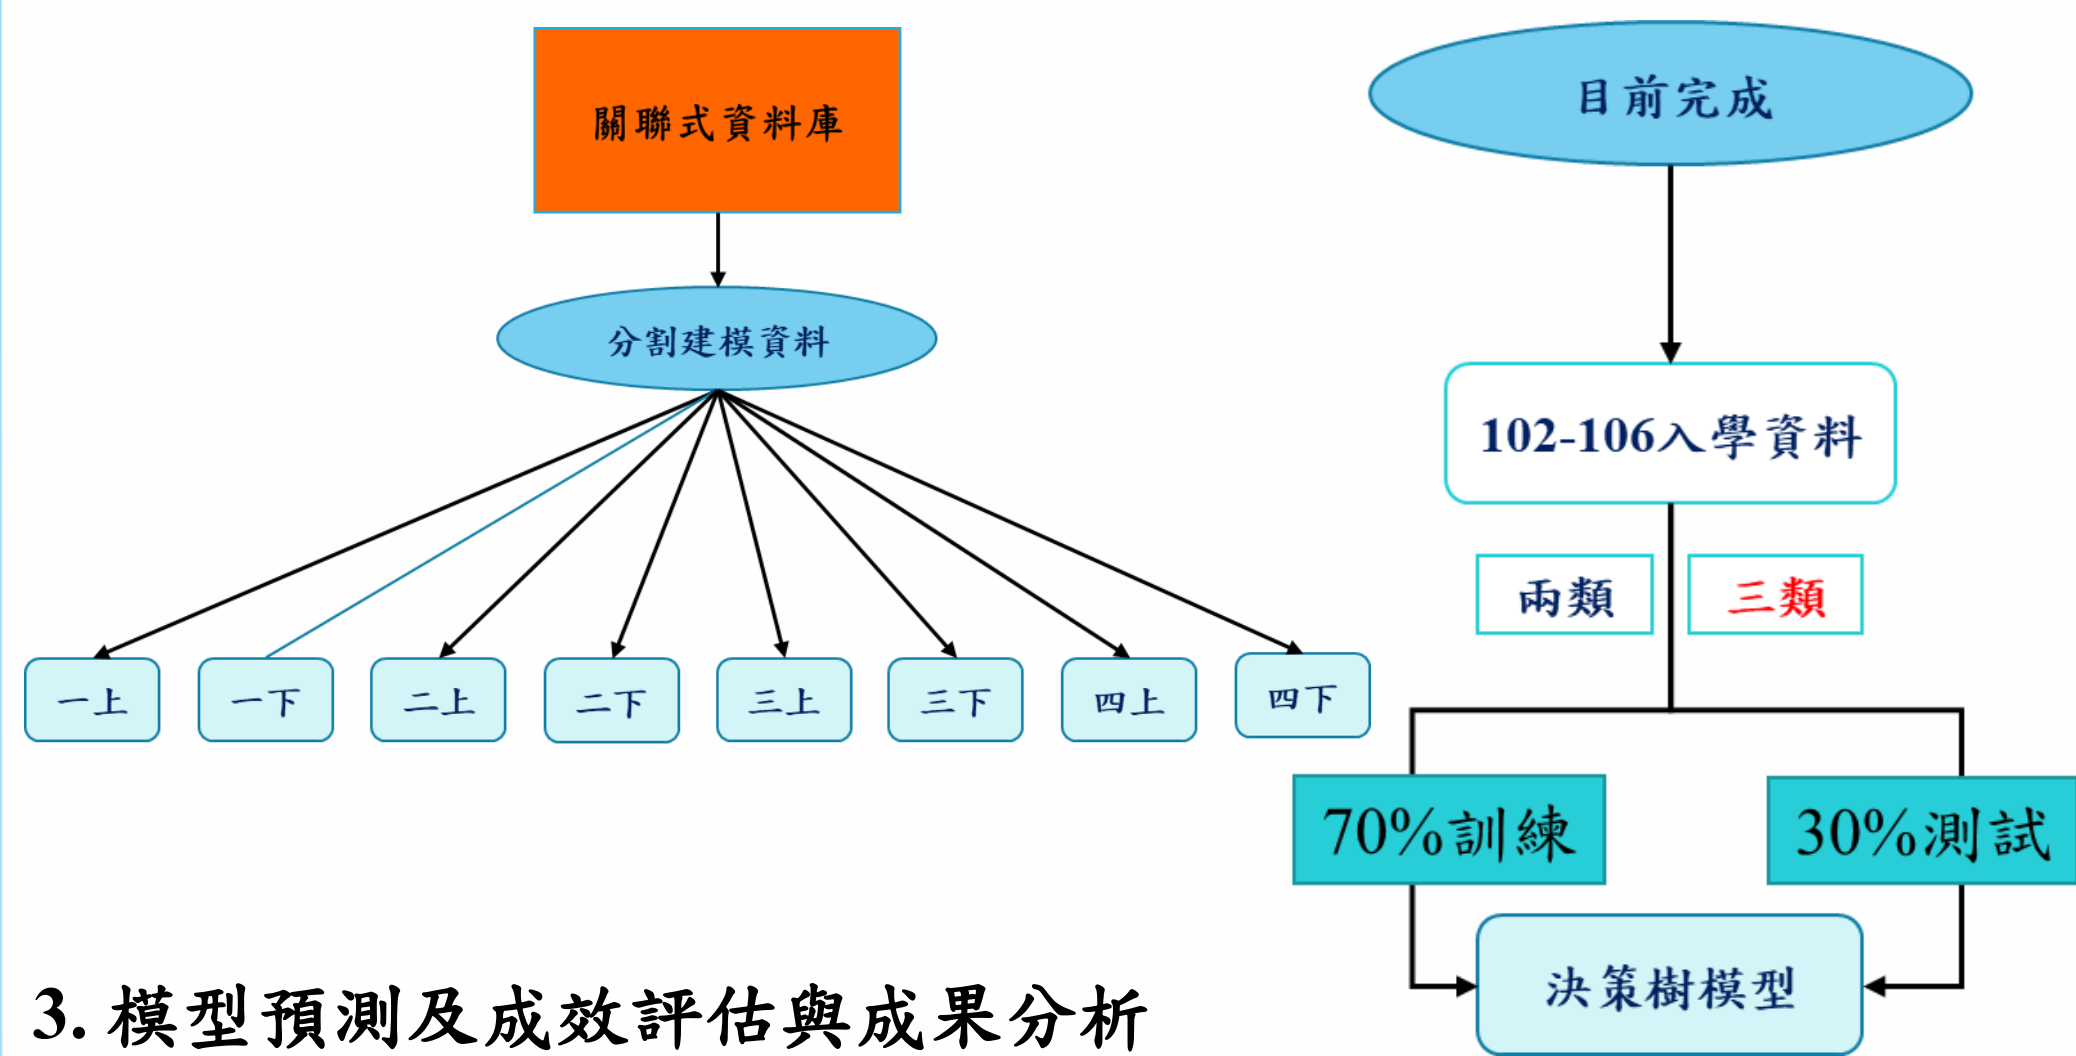 關聯式資料庫
分割建模資料
一上
一下
二上
二下
三上
三下
四上
四下
目前完成
102-106入學資料
兩類
三類
70%訓練
30%測試
決策樹模型
3. 模型預測及成效評估與成果分析